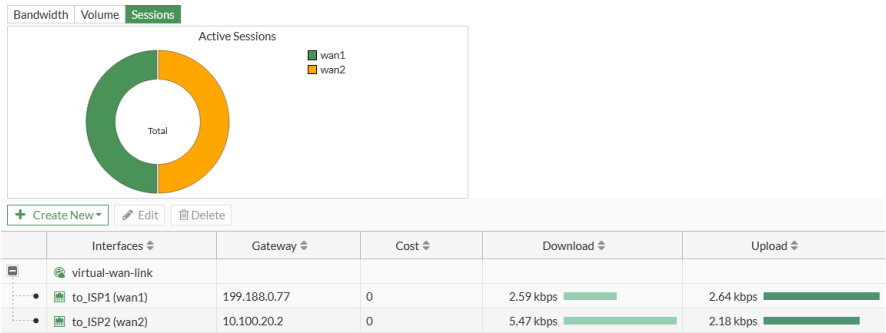 Bandwidth Volume Sessions
Active Sessions
wan1
wan2
Total
Create New Edit Delete
Interfaces Gateway Cost Download Upload
virtual-wan-link
to_ISP1 (wan1) 199.188.0.77 0 2.59 kbps 2.64 kbps
to_ISP2 (wan2) 10.100.20.2 0 5.47 kbps 2.18 kbps